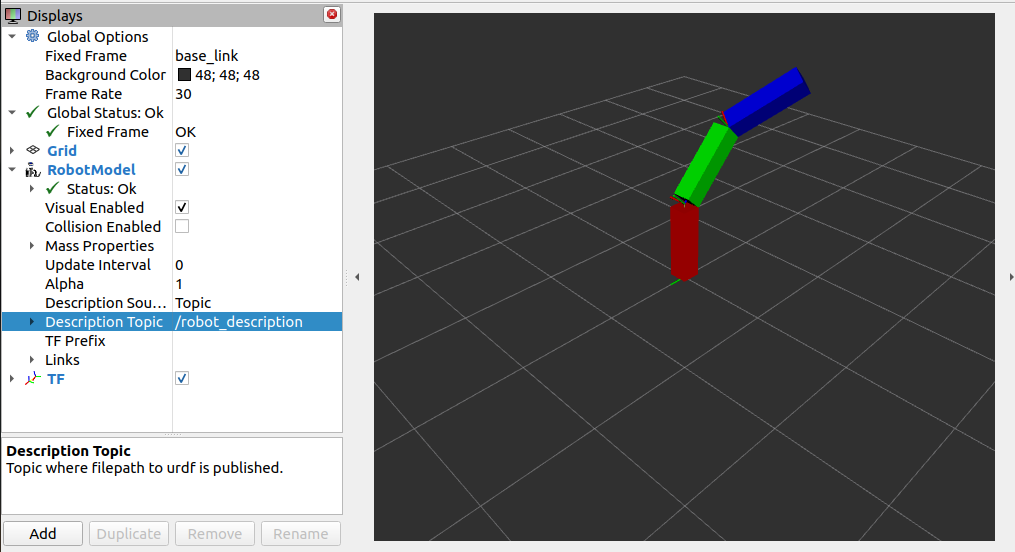 Displays
Global Options
Fixed Frame base_link
Background Color 48; 48; 48
Frame Rate 30
Global Status: Ok
Fixed Frame OK
Grid
RobotModel
Status: Ok
Visual Enabled
Collision Enabled
Mass Properties
Update Interval 0
Alpha 1
Description Sou... Topic
Description Topic /robot_description
TF Prefix
Links
TF
Description Topic
Topic where filepath to urdf is published.
Add Duplicate Remove Rename